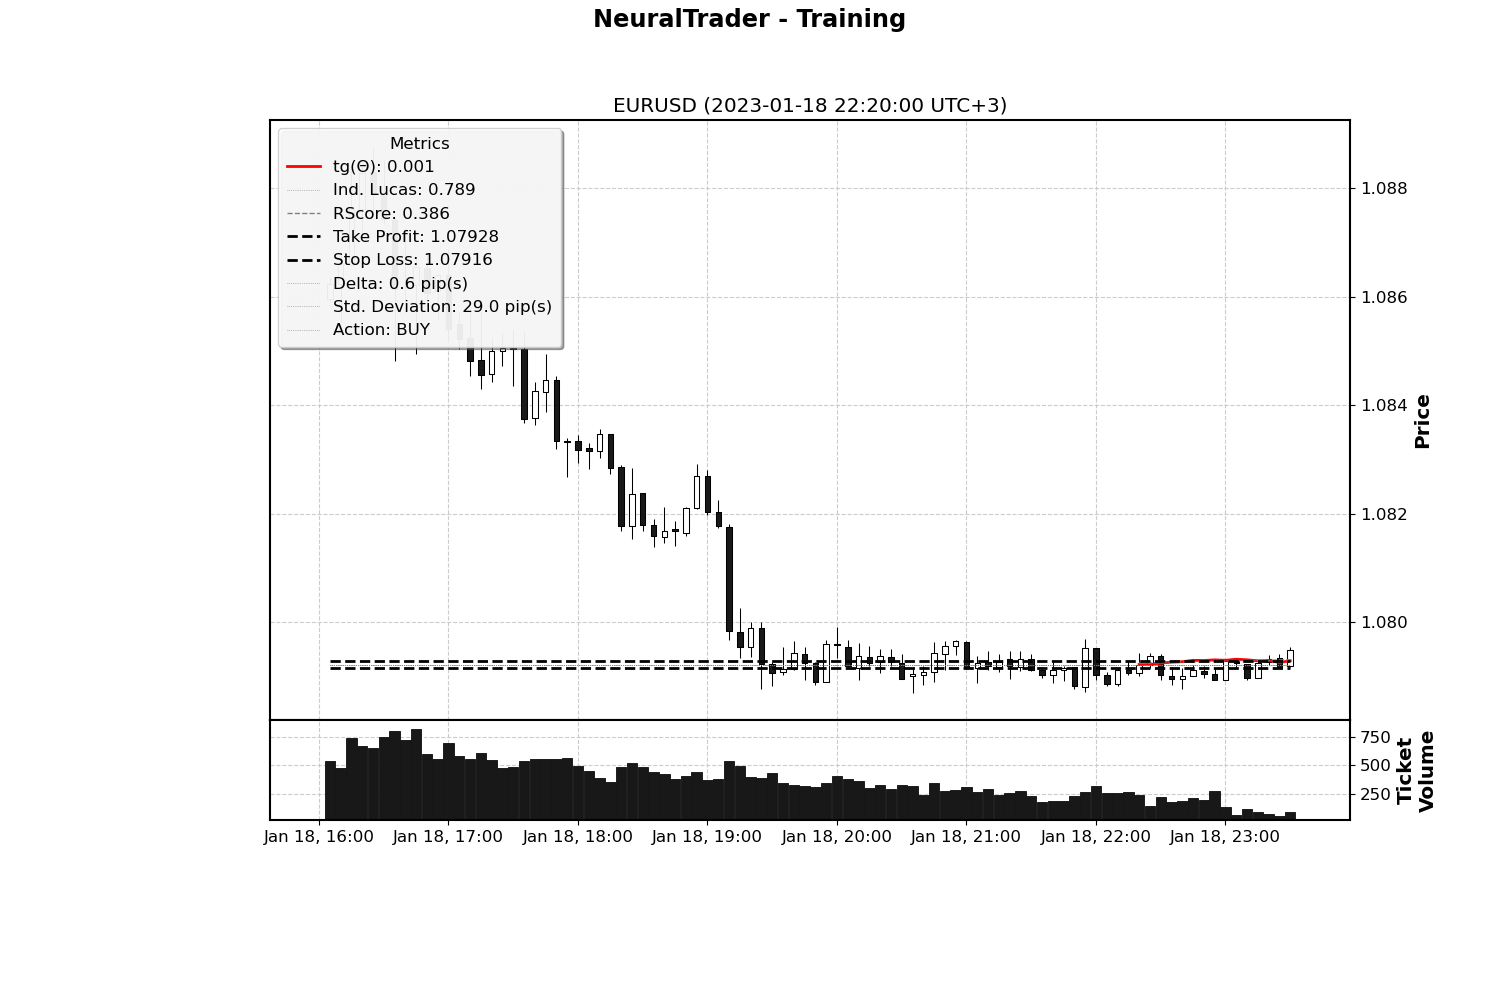 NeuralTrader - Training
EURUSD (2023-01-18 22:20:00 UTC+3)
Metrics
tg(Θ): 0.001
Ind. Lucas: 0.789
RScore: 0.386
Take Profit: 1.07928
Stop Loss: 1.07916
Delta: 0.6 pip(s)
Std. Deviation: 29.0 pip(s)
Action: BUY
1.088
1.086
1.084
1.082
1.080
Price
750
500
250
Ticket
Volume
Jan 18, 16:00 Jan 18, 17:00 Jan 18, 18:00 Jan 18, 19:00 Jan 18, 20:00 Jan 18, 21:00 Jan 18, 22:00 Jan 18, 23:00